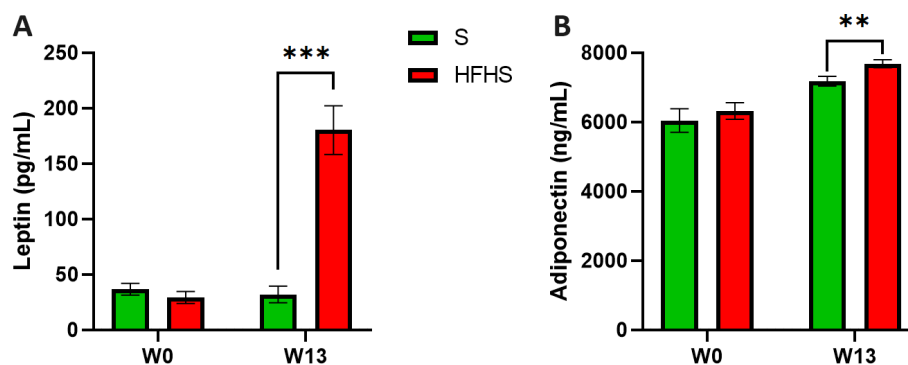 A
Leptin (pg/mL)
250
200
150
100
50
0
***
W0
W13
S
HFHS
B
Adiponectin (ng/mL)
8000
6000
4000
2000
0
**
W0
W13